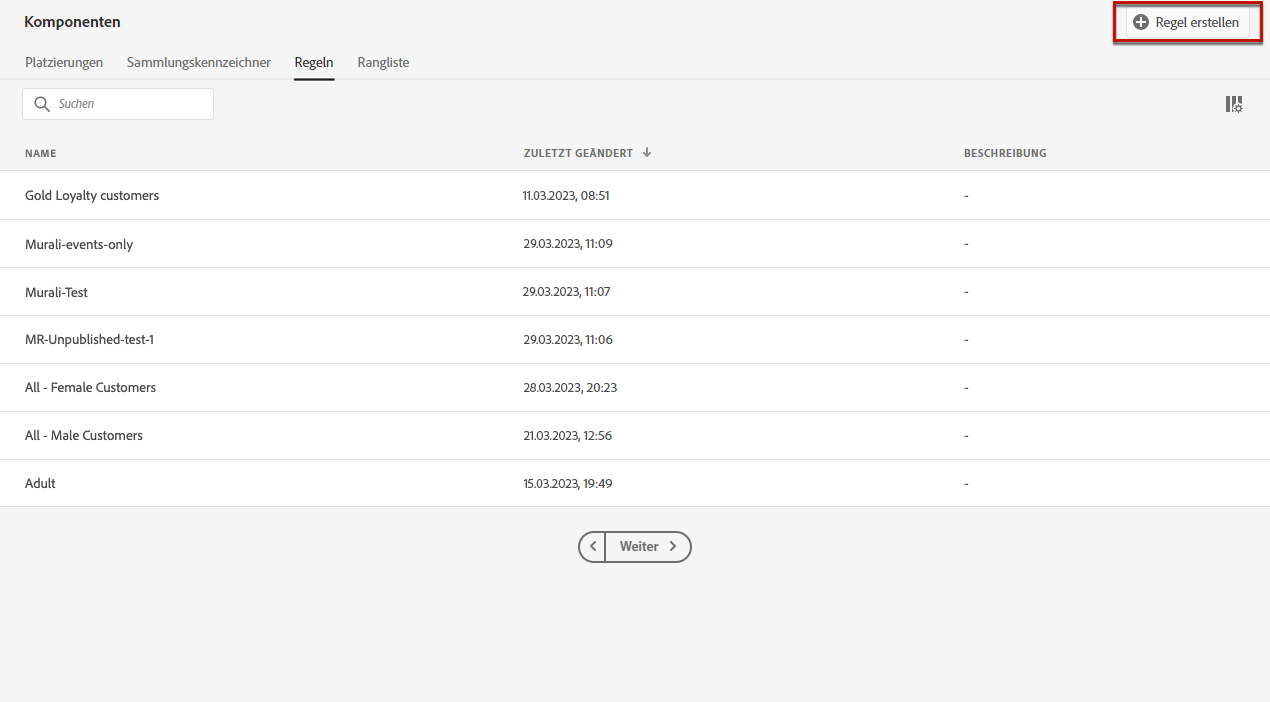 Komponenten
Regel erstellen
Platzierungen Sammlungskennzeichner Regeln Rangliste
Suchen
NAME ZULETZT GEÄNDERT BESCHREIBUNG
Gold Loyalty customers 11.03.2023, 08:51 -
Murali-events-only 29.03.2023, 11:09 -
Murali-Test 29.03.2023, 11:07 -
MR-Unpublished-test-1 29.03.2023, 11:06 -
All - Female Customers 28.03.2023, 20:23 -
All - Male Customers 21.03.2023, 12:56 -
Adult 15.03.2023, 19:49 -
Weiter